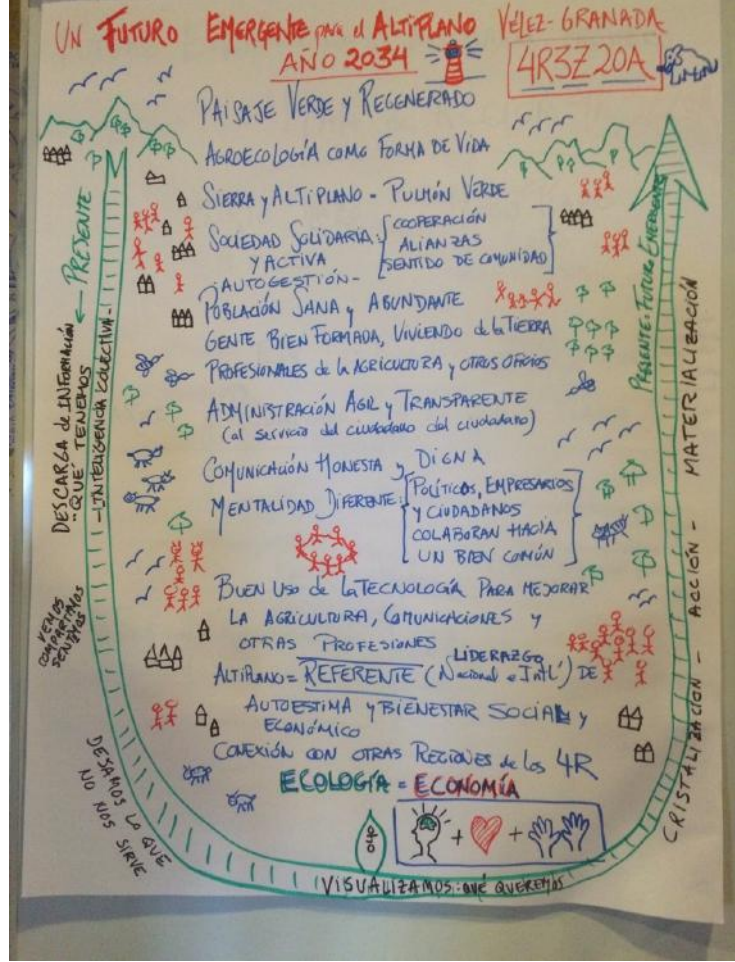 UN FUTURO EMERGENTE para el ALTIPLANO VÉLEZ-GRANADA
AÑO 2034
4R3Z20A
PAISAJE VERDE Y REGENERADO
AGROECOLOGÍA COMO FORMA DE VIDA
SIERRA y ALTIPLANO - PULMÓN VERDE
SOCIEDAD SOLIDARIA: Y ACTIVA
COOPERACIÓN
ALIANZAS
SENTIDO DE COMUNIDAD
¡AUTOGESTIÓN-
POBLACIÓN SANA y ABUNDANTE
GENTE BIEN FORMADA, VIVIENDO de la TIERRA
PROFESIONALES de la AGRICULTURA y OTROS OFICIOS
ADMINISTRACIÓN AGIL y TRANSPARENTE
(al servicio del ciudadano del ciudadano)
COMUNICACIÓN HONESTA y DIGNA
MENTALIDAD DIFERENTE:
POLÍTICOS, EMPRESARIOS
Y CIUDADANOS
COLABORAN HACIA
UN BIEN COMÚN
BUEN USO de la TECNOLOGÍA PARA MEJORAR
LA AGRICULTURA, COMUNICACIONES y
OTRAS PROFESIONES
LIDERAZGO
ALTIPLANO = REFERENTE (Nacional e Int'l) DE
AUTOESTIMA y BIENESTAR SOCIAL y
ECONÓMICO
CONEXIÓN CON OTRAS REGIONES de los 4R
ECOLOGÍA = ECONOMÍA
PRESENTE
DESCARGA de INFORMACIÓN
"QUÉ TENEMOS
-INTELIGENCIA COLECTIVA-
VEMOS
COMPARTIMOS
SENTIMOS
DEJAMOS LO QUE
NO NOS SIRVE
VISUALIZAMOS: QUÉ QUEREMOS
CRISTALIZACIÓN - ACCIÓN - MATERIALIZACIÓN
PRESENTE: FUTURO EMERGENTE